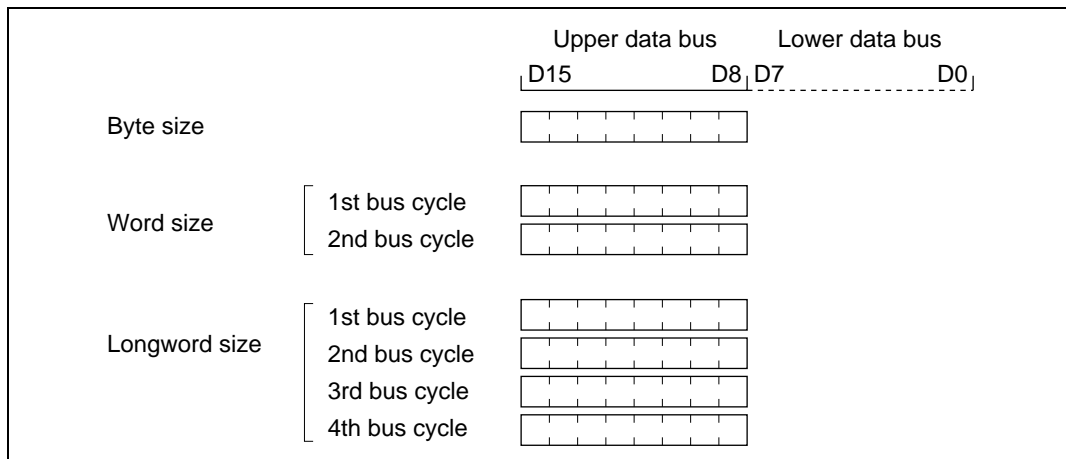 Upper data bus Lower data bus
D15 D8 D7 D0
Byte size
Word size
1st bus cycle
2nd bus cycle
Longword size
1st bus cycle
2nd bus cycle
3rd bus cycle
4th bus cycle